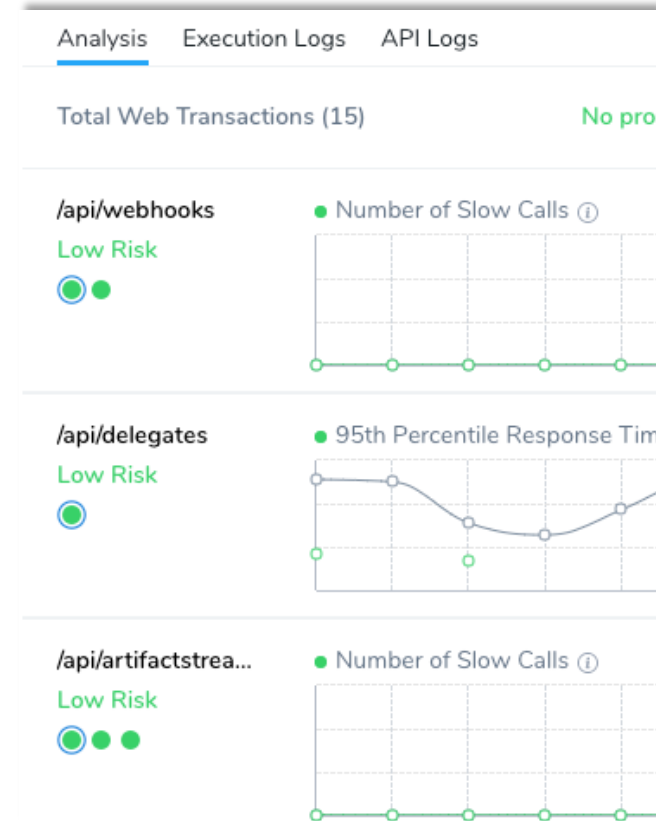 Analysis Execution Logs API Logs
Total Web Transactions (15) No pro
/api/webhooks
Low Risk
Number of Slow Calls
/api/delegates
Low Risk
95th Percentile Response Tim
/api/artifactstrea...
Low Risk
Number of Slow Calls